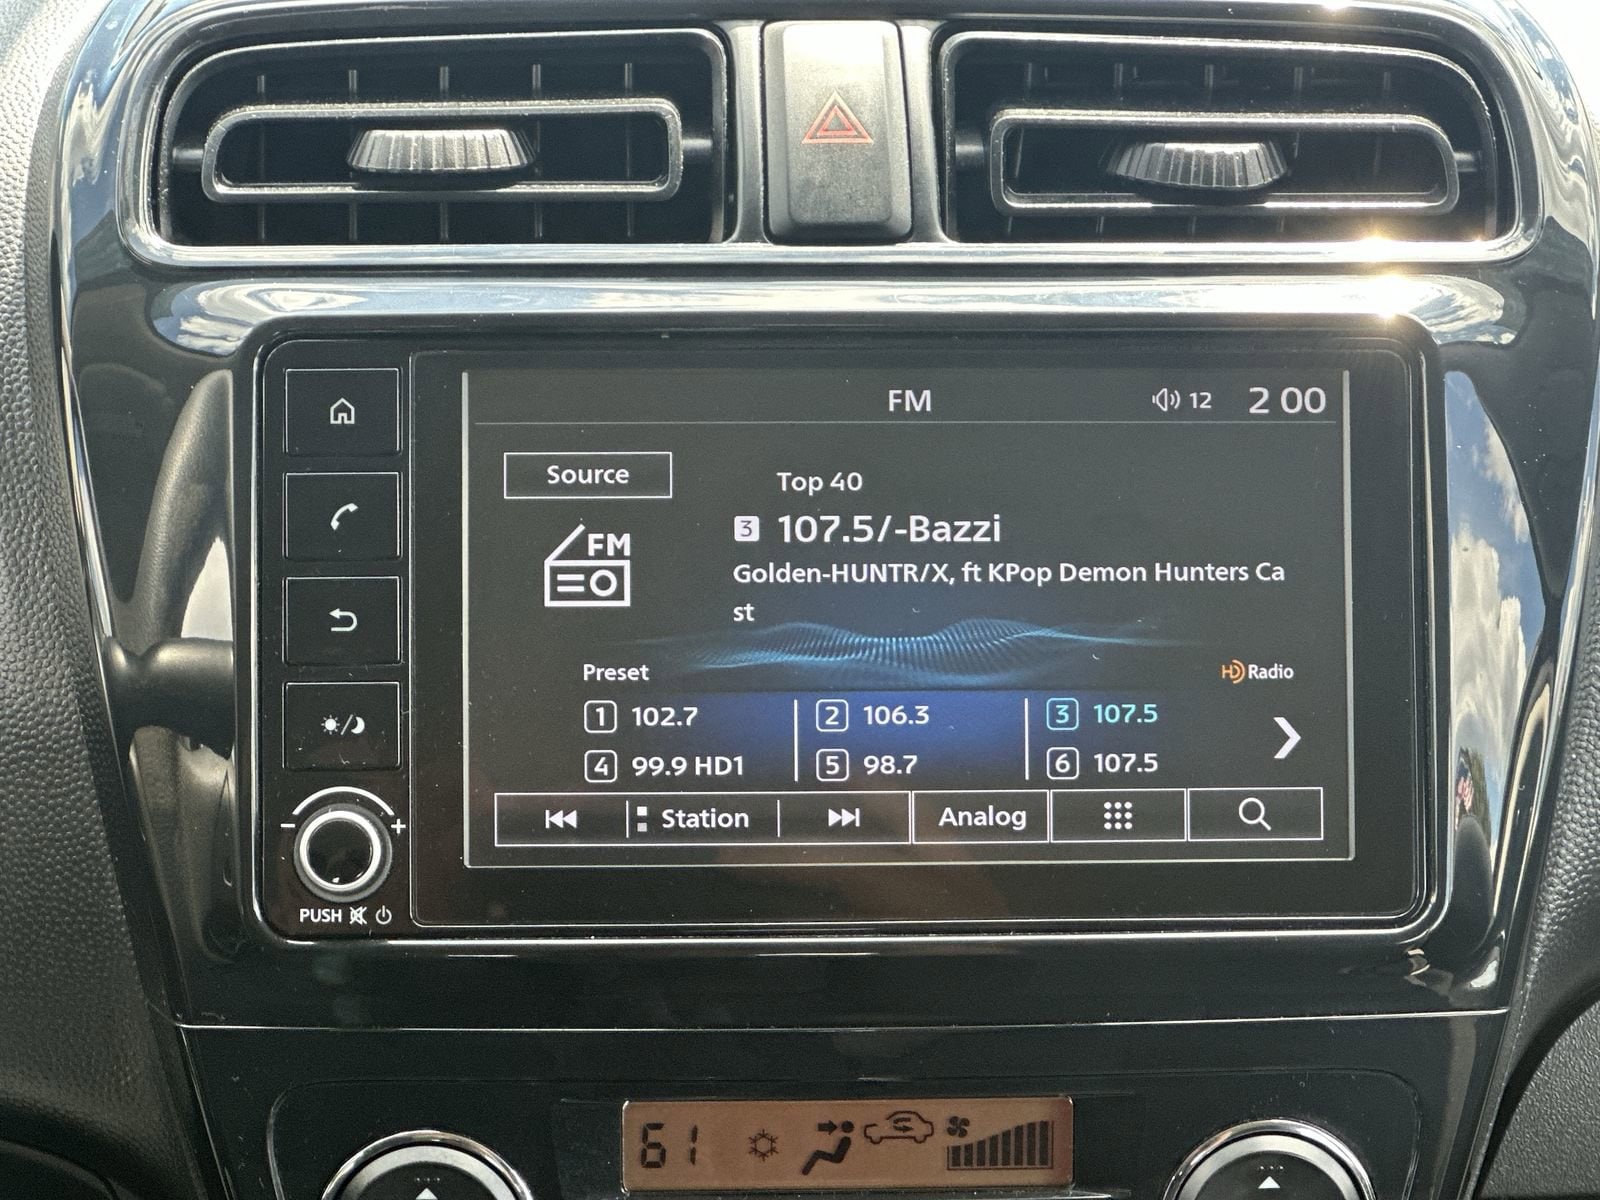 FM 12 2 00
Source
Top 40
3 107.5/-Bazzi
FM
Golden-HUNTR/X, ft KPop Demon Hunters Ca
st
Preset
HD Radio
1 102.7 2 106.3 3 107.5
4 99.9 HD1 5 98.7 6 107.5
Station Analog
- +
PUSH
61